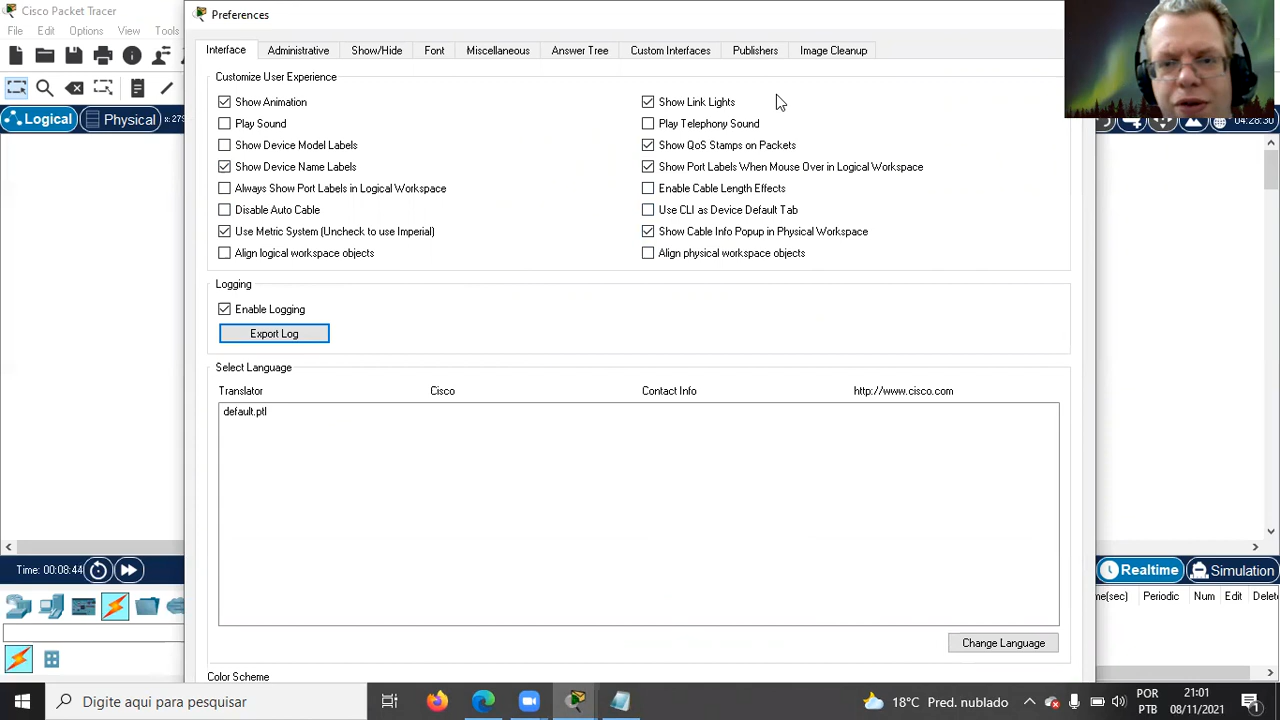 Cisco Packet Tracer
Preferences
File Edit Options View Tools
Interface Administrative Show/Hide Font Miscellaneous Answer Tree Custom Interfaces Publishers Image Cleanup
Customize User Experience
Show Animation Show Link Lights
Logical Physical 04:28:30
Play Sound Play Telephony Sound
Show Device Model Labels Show QoS Stamps on Packets
Show Device Name Labels Show Port Labels When Mouse Over in Logical Workspace
Always Show Port Labels in Logical Workspace Enable Cable Length Effects
Disable Auto Cable Use CLI as Device Default Tab
Use Metric System (Uncheck to use Imperial) Show Cable Info Popup in Physical Workspace
Align logical workspace objects Align physical workspace objects
Logging
Enable Logging
Export Log
Select Language
Translator Cisco Contact Info http://www.cisco.com
default.ptl
Time: 00:08:44 Realtime Simulation
Periodic Num Edit
Change Language
Color Scheme
Digite aqui para pesquisar 18°C Pred. nublado POR 21:01
PTB 08/11/2021